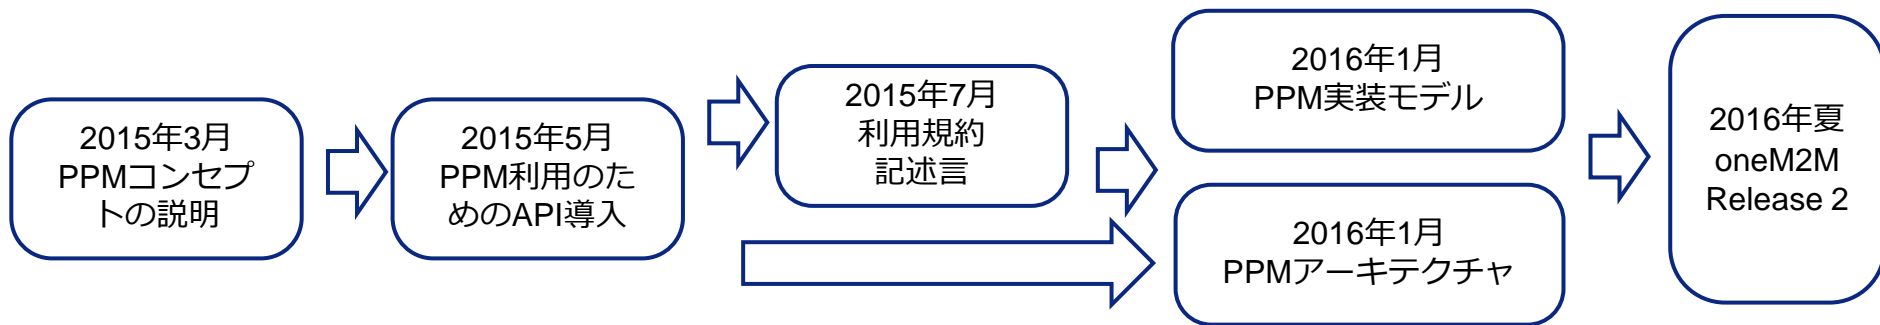 2015年3月
PPMコンセプ
トの説明
2015年5月
PPM利用のた
めのAPI導入
2015年7月
利用規約
記述言
2016年1月
PPM実装モデル
2016年1月
PPMアーキテクチャ
2016年夏
oneM2M
Release 2